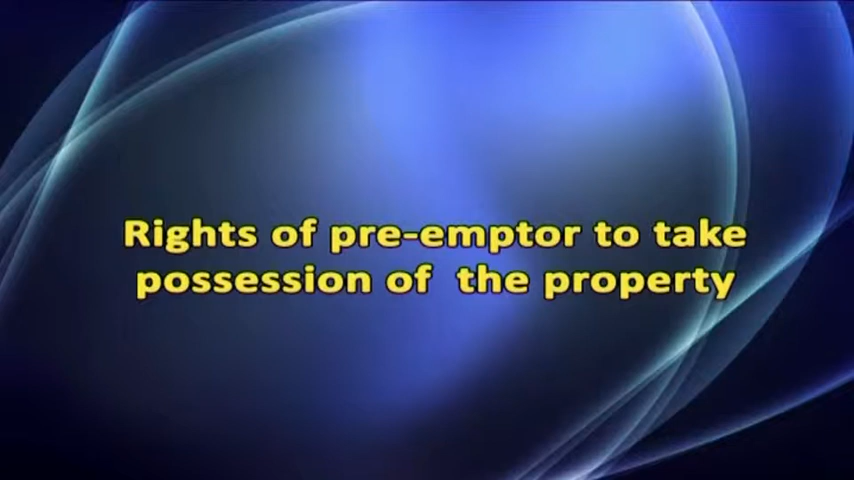 Rights of pre-emptor to take
possession of the property